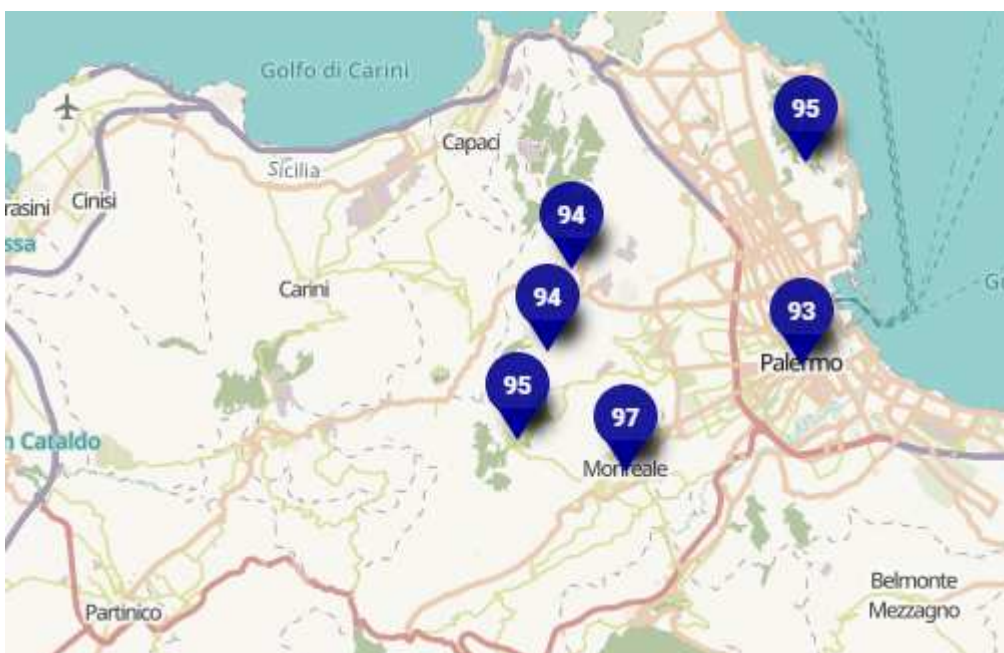 Golfo di Carini
95
Capaci
Sicilia
rasini
Cinisi
94
ssa
Carini
94
G
93
Palermo
95
97
n Cataldo
Monreale
Belmonte
Mezzagno
Partinico